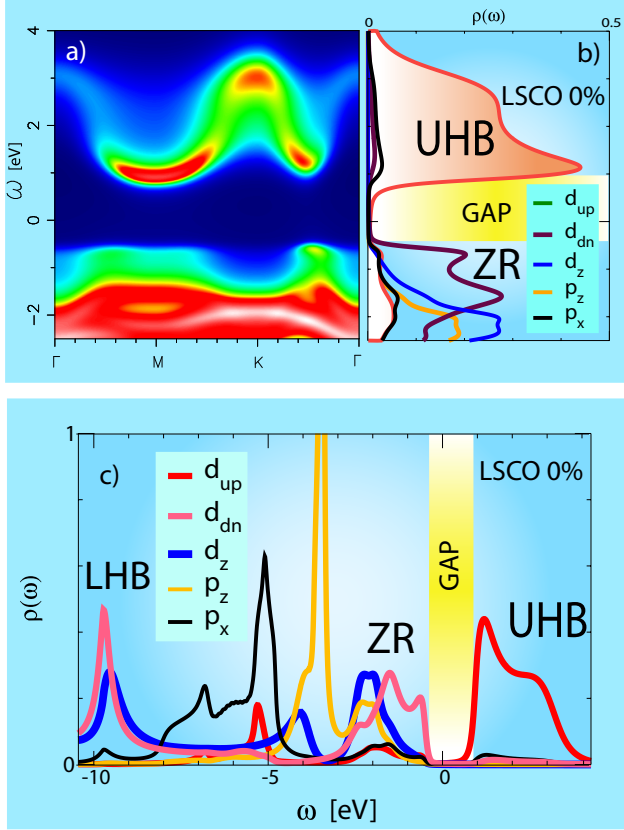 a)
4
2
0
−2
ω [eV]
Γ
M
K
Γ
0
ρ(ω)
0.5
b)
LSCO 0%
UHB
GAP
ZR
d_up
d_dn
d_z
p_z
p_x
c)
1
0
ρ(ω)
d_up
d_dn
d_z
p_z
p_x
LHB
ZR
GAP
LSCO 0%
UHB
-10
-5
0
ω [eV]